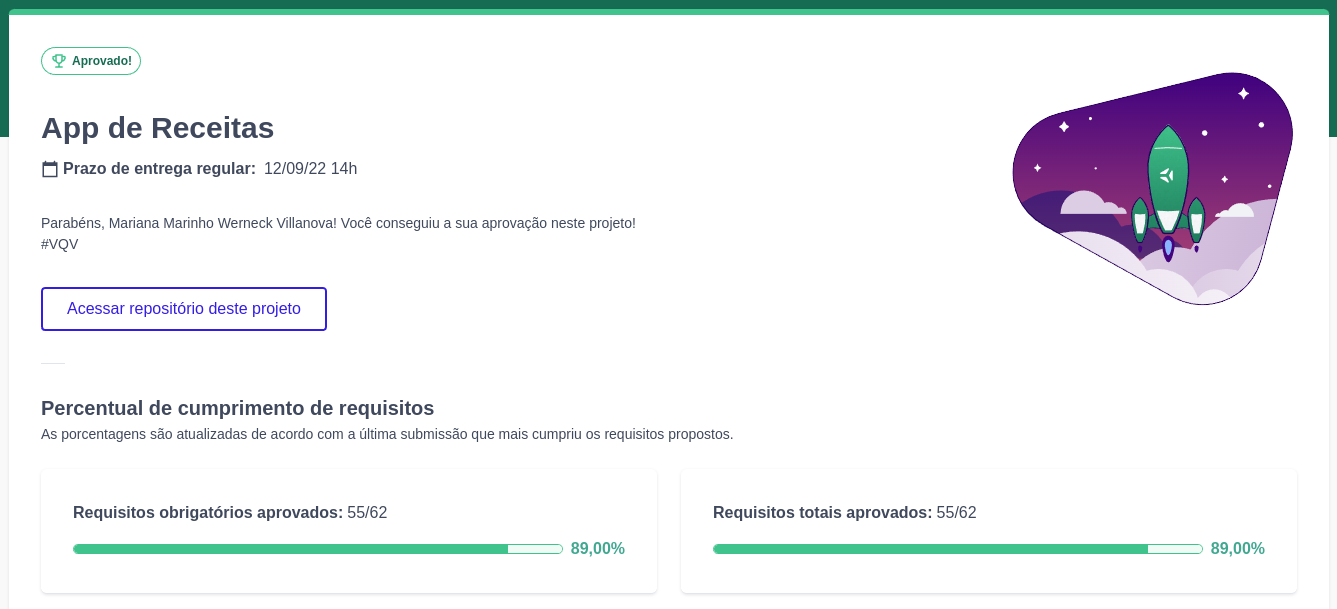 Aprovado!
App de Receitas
Prazo de entrega regular: 12/09/22 14h
Parabéns, Mariana Marinho Werneck Villanova! Você conseguiu a sua aprovação neste projeto!
#VQV
Acessar repositório deste projeto
Percentual de cumprimento de requisitos
As porcentagens são atualizadas de acordo com a última submissão que mais cumpriu os requisitos propostos.
Requisitos obrigatórios aprovados: 55/62
89,00%
Requisitos totais aprovados: 55/62
89,00%